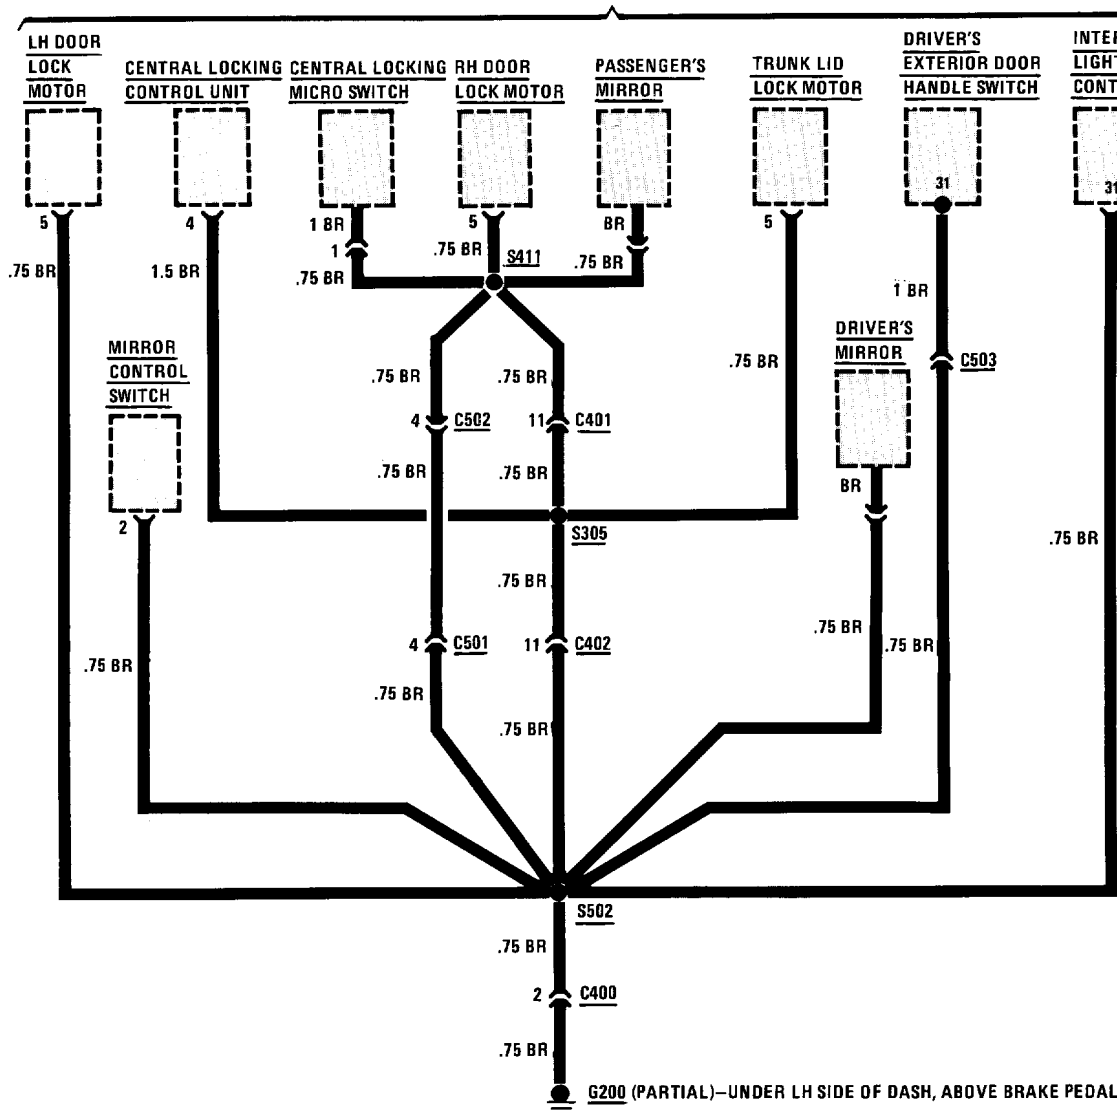 LH DOOR
LOCK
MOTOR
CENTRAL LOCKING
CONTROL UNIT
CENTRAL LOCKING
MICRO SWITCH
RH DOOR
LOCK MOTOR
PASSENGER'S
MIRROR
TRUNK LID
LOCK MOTOR
DRIVER'S
EXTERIOR DOOR
HANDLE SWITCH
INTER
LIGHT
CONT
5
4
1 BR
1
5
BR
5
31
31
.75 BR
1.5 BR
.75 BR
.75 BR
S411
.75 BR
1 BR
MIRROR
CONTROL
SWITCH
DRIVER'S
MIRROR
C503
.75 BR
.75 BR
.75 BR
4
C502
11
C401
.75 BR
.75 BR
BR
2
S305
.75 BR
.75 BR
4
C501
11
C402
.75 BR
.75 BR
.75 BR
.75 BR
.75 BR
S502
.75 BR
2
C400
.75 BR
G200 (PARTIAL)–UNDER LH SIDE OF DASH, ABOVE BRAKE PEDAL